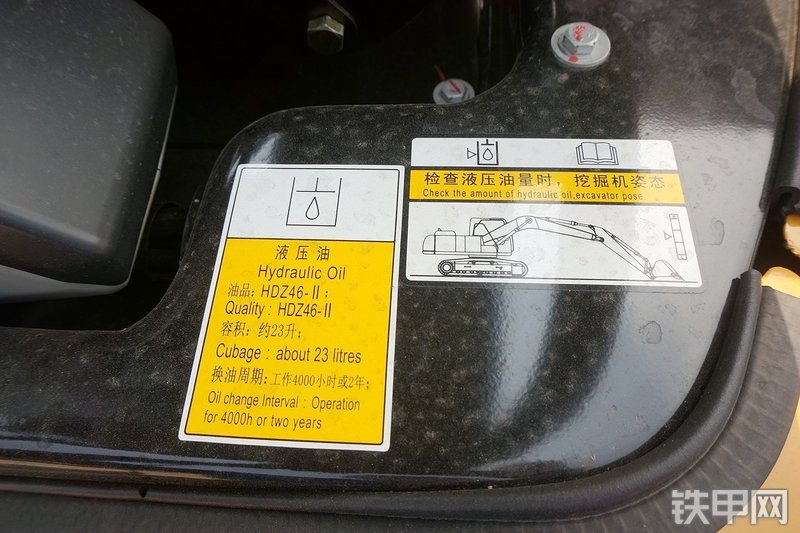 液压油
Hydraulic Oil
油品：HDZ46-II；
Quality：HDZ46-II
容积：约23升；
Cubage：about 23 litres
换油周期：工作4000小时或2年；
Oil change Interval：Operation
for 4000h or two years
检查液压油量时，挖掘机姿态
Check the amount of hydraulic oil,excavator pose
铁甲网